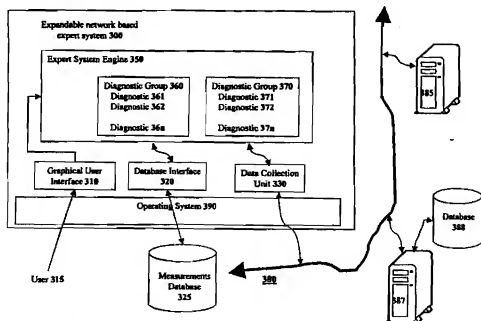 Expandable network based
expert system 300
Expert System Engine 350
Diagnostic Group 360
Diagnostic 361
Diagnostic 362
Diagnostic 36n
Diagnostic Group 370
Diagnostic 371
Diagnostic 372
Diagnostic 37n
Graphical User
Interface 310
Database Interface
320
Data Collection
Unit 330
Operating System 390
User 315
Measurements
Database
325
380
385
Database
388
387